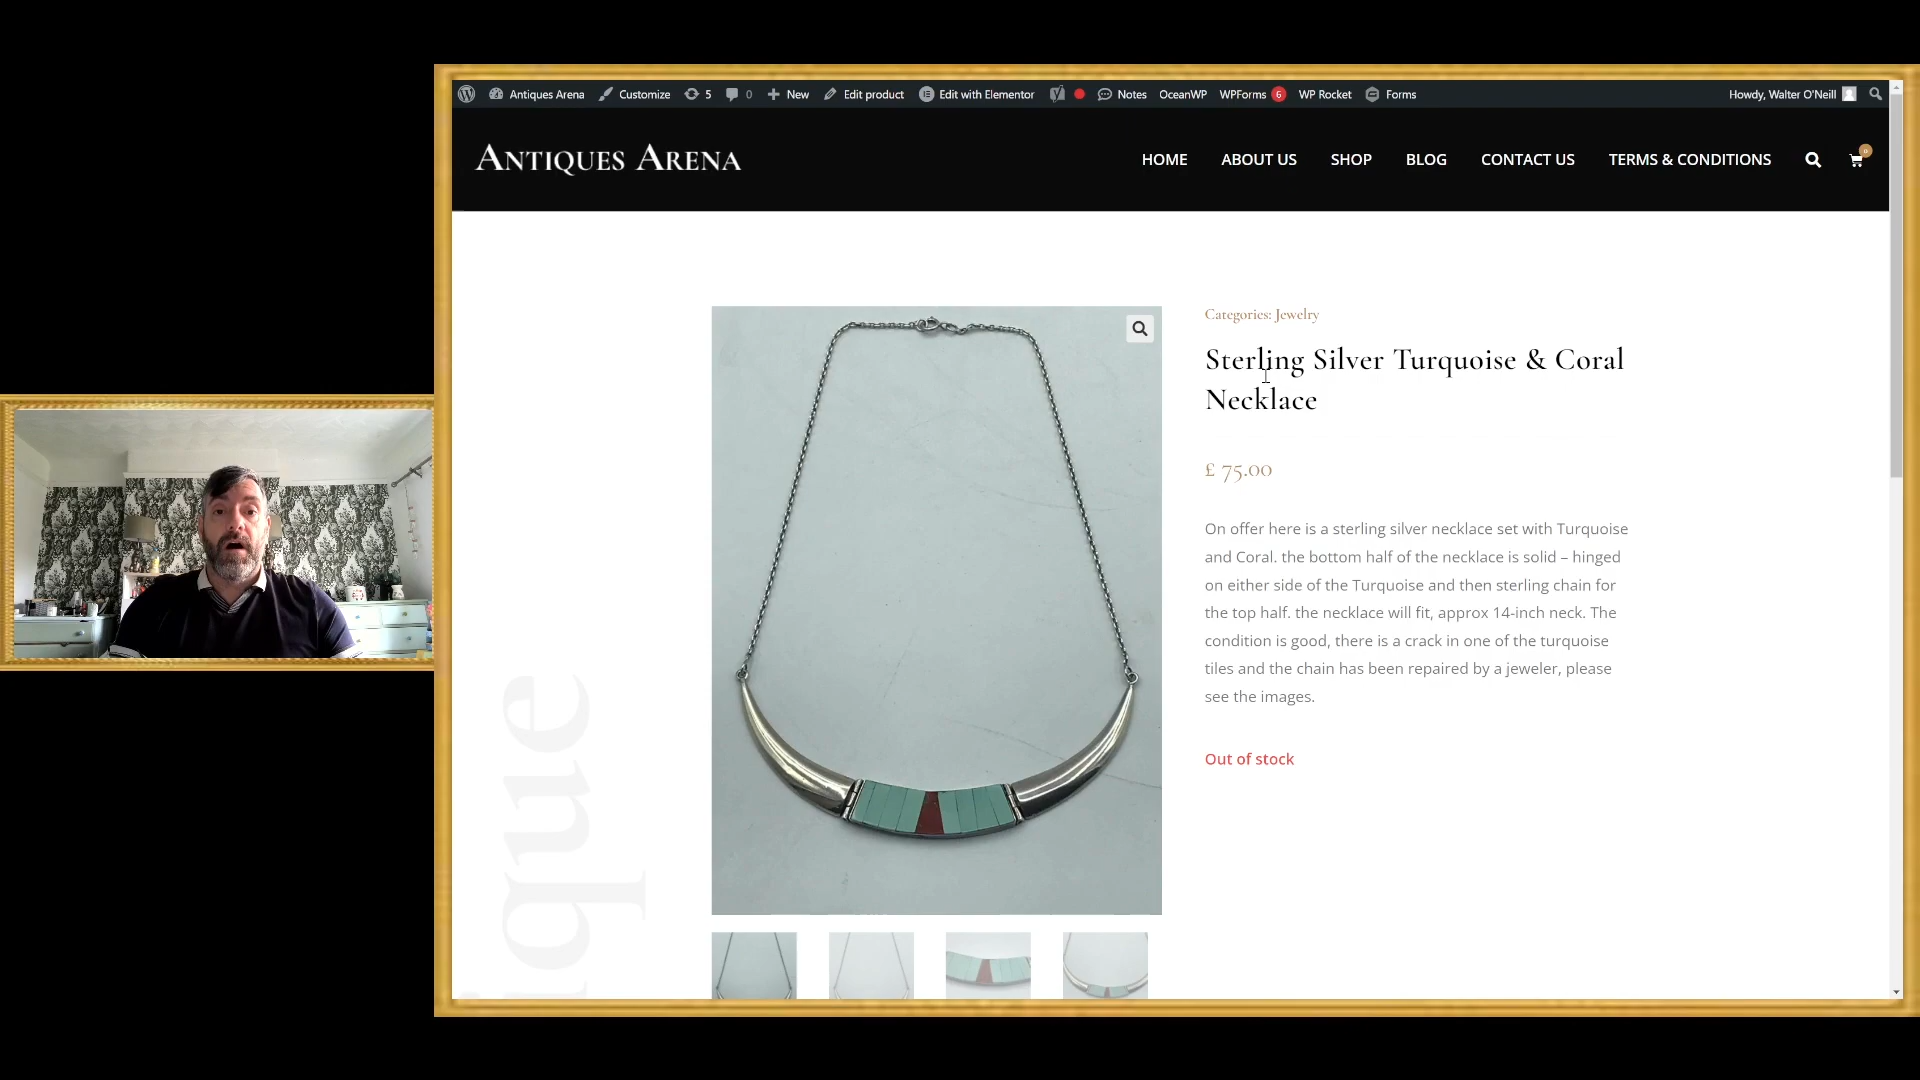 Antiques Arena Customize 5 0 New Edit product Edit with Elementor Notes OceanWP WPForms 6 WP Rocket Forms Howdy, Walter O'Neill
ANTIQUES ARENA
HOME ABOUT US SHOP BLOG CONTACT US TERMS & CONDITIONS 0
Categories: Jewelry
Sterling Silver Turquoise & Coral
Necklace
£ 75.00
On offer here is a sterling silver necklace set with Turquoise
and Coral. the bottom half of the necklace is solid – hinged
on either side of the Turquoise and then sterling chain for
the top half. the necklace will fit, approx 14-inch neck. The
condition is good, there is a crack in one of the turquoise
tiles and the chain has been repaired by a jeweler, please
see the images.
Out of stock
que